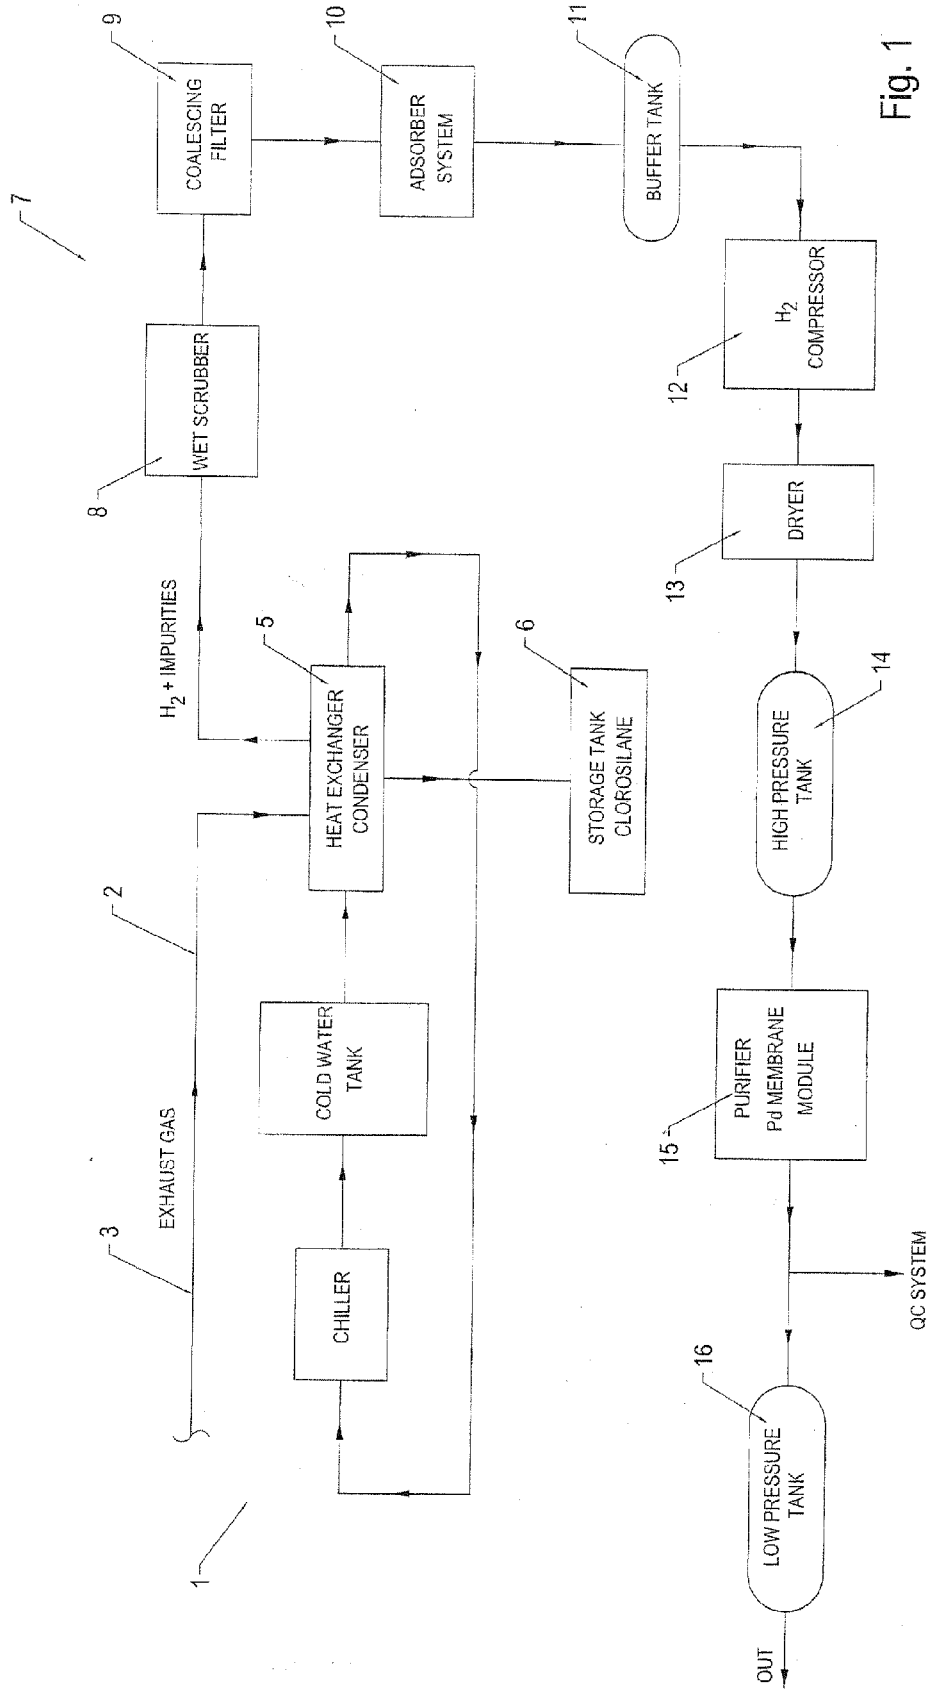 7
9
COALESCING
FILTER
10
ADSORBER
SYSTEM
11
BUFFER TANK
8
WET SCRUBBER
H2 + IMPURITIES
3
EXHAUST GAS
2
5
HEAT EXCHANGER
CONDENSER
COLD WATER
TANK
CHILLER
1
6
STORAGE TANK
CLOROSILANE
12
H2
COMPRESSOR
13
DRYER
14
HIGH PRESSURE
TANK
15
PURIFIER
Pd MEMBRANE
MODULE
QC SYSTEM
16
LOW PRESSURE
TANK
OUT
Fig. 1